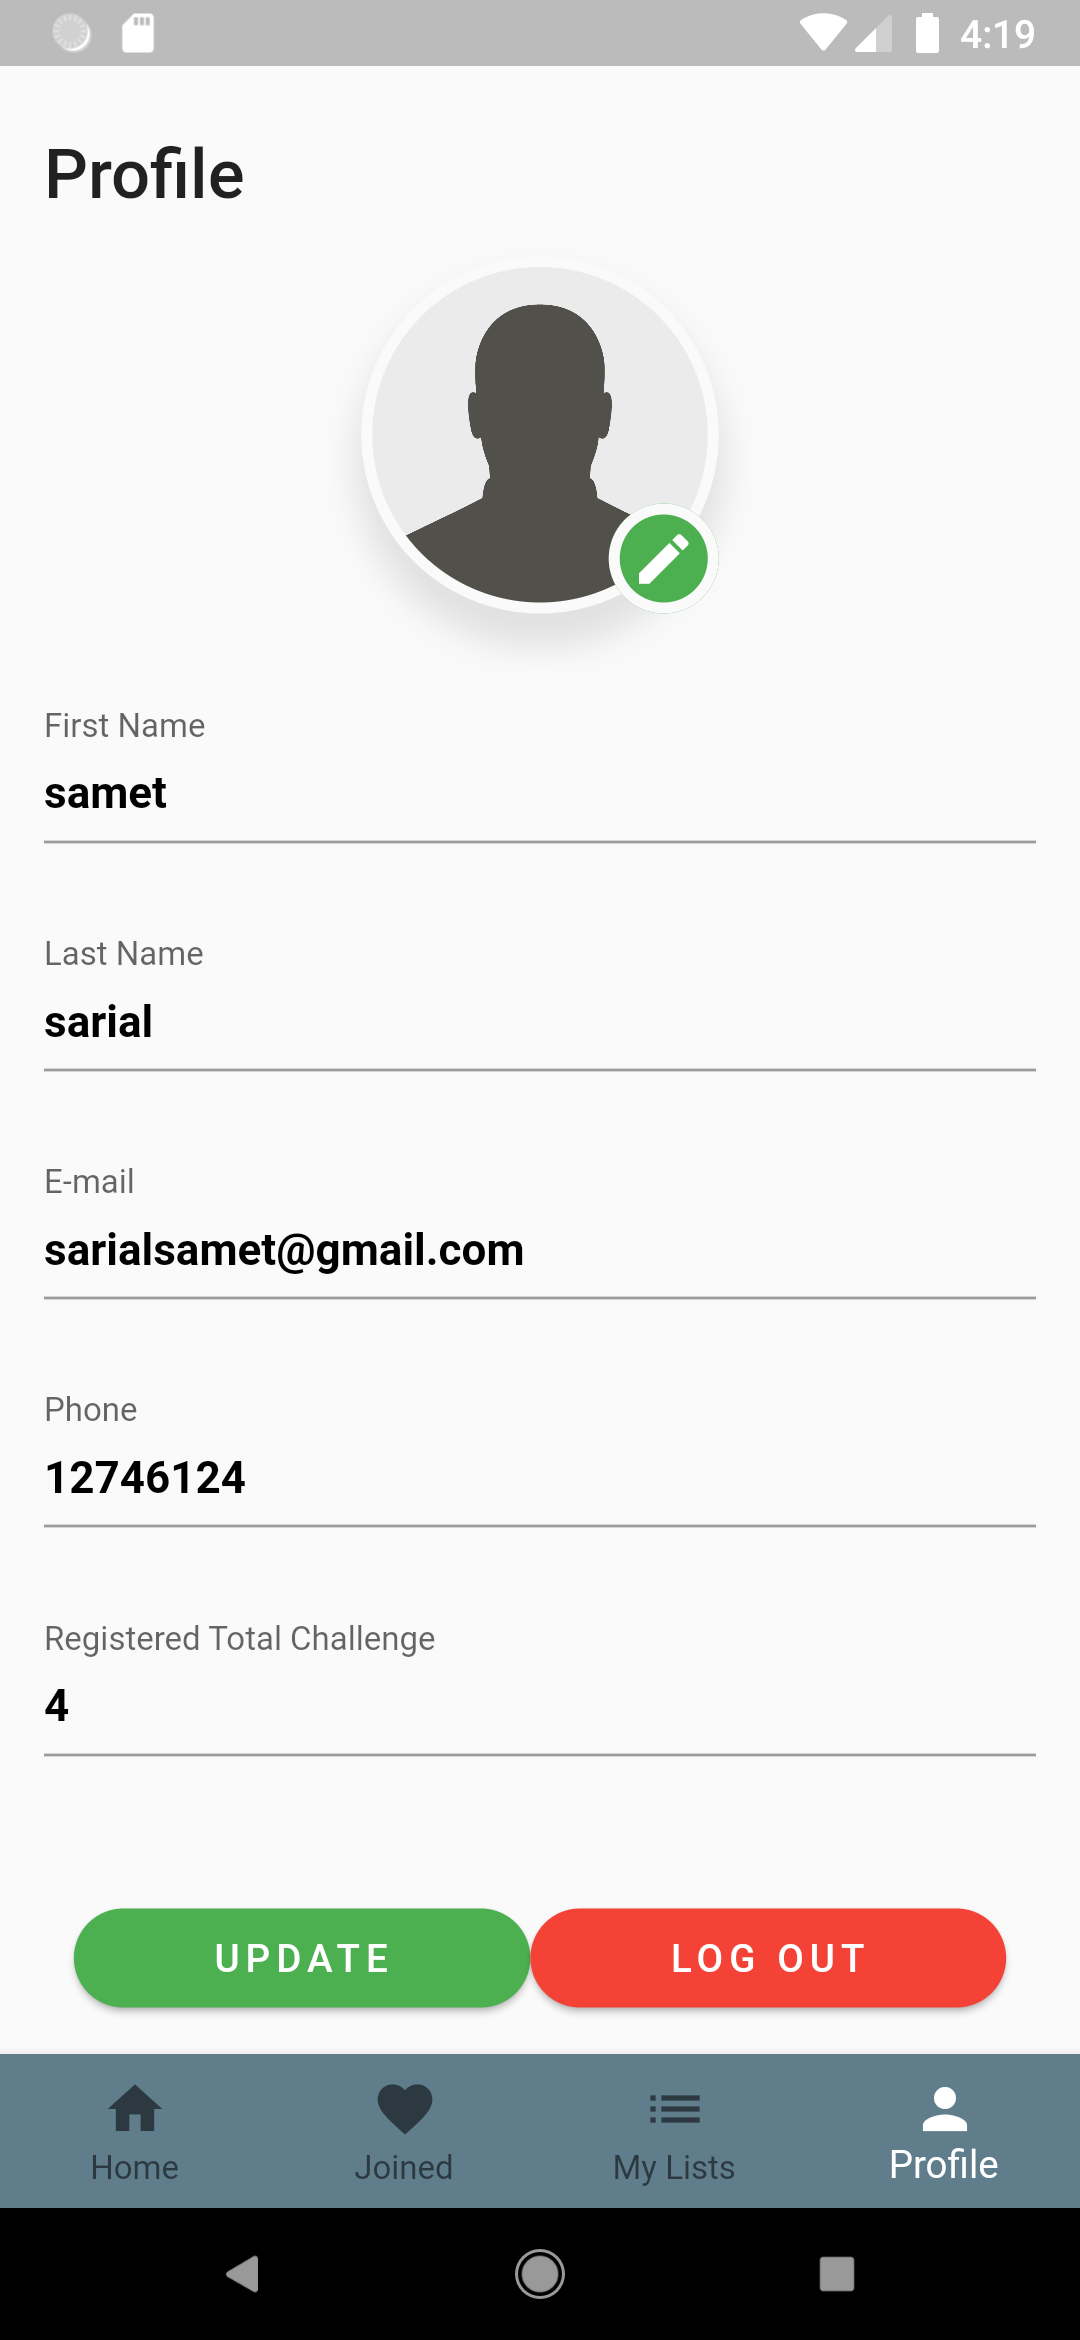 4:19
Profile
First Name
samet
Last Name
sarial
E-mail
sarialsamet@gmail.com
Phone
12746124
Registered Total Challenge
4
UPDATE LOG OUT
Home Joined My Lists Profile